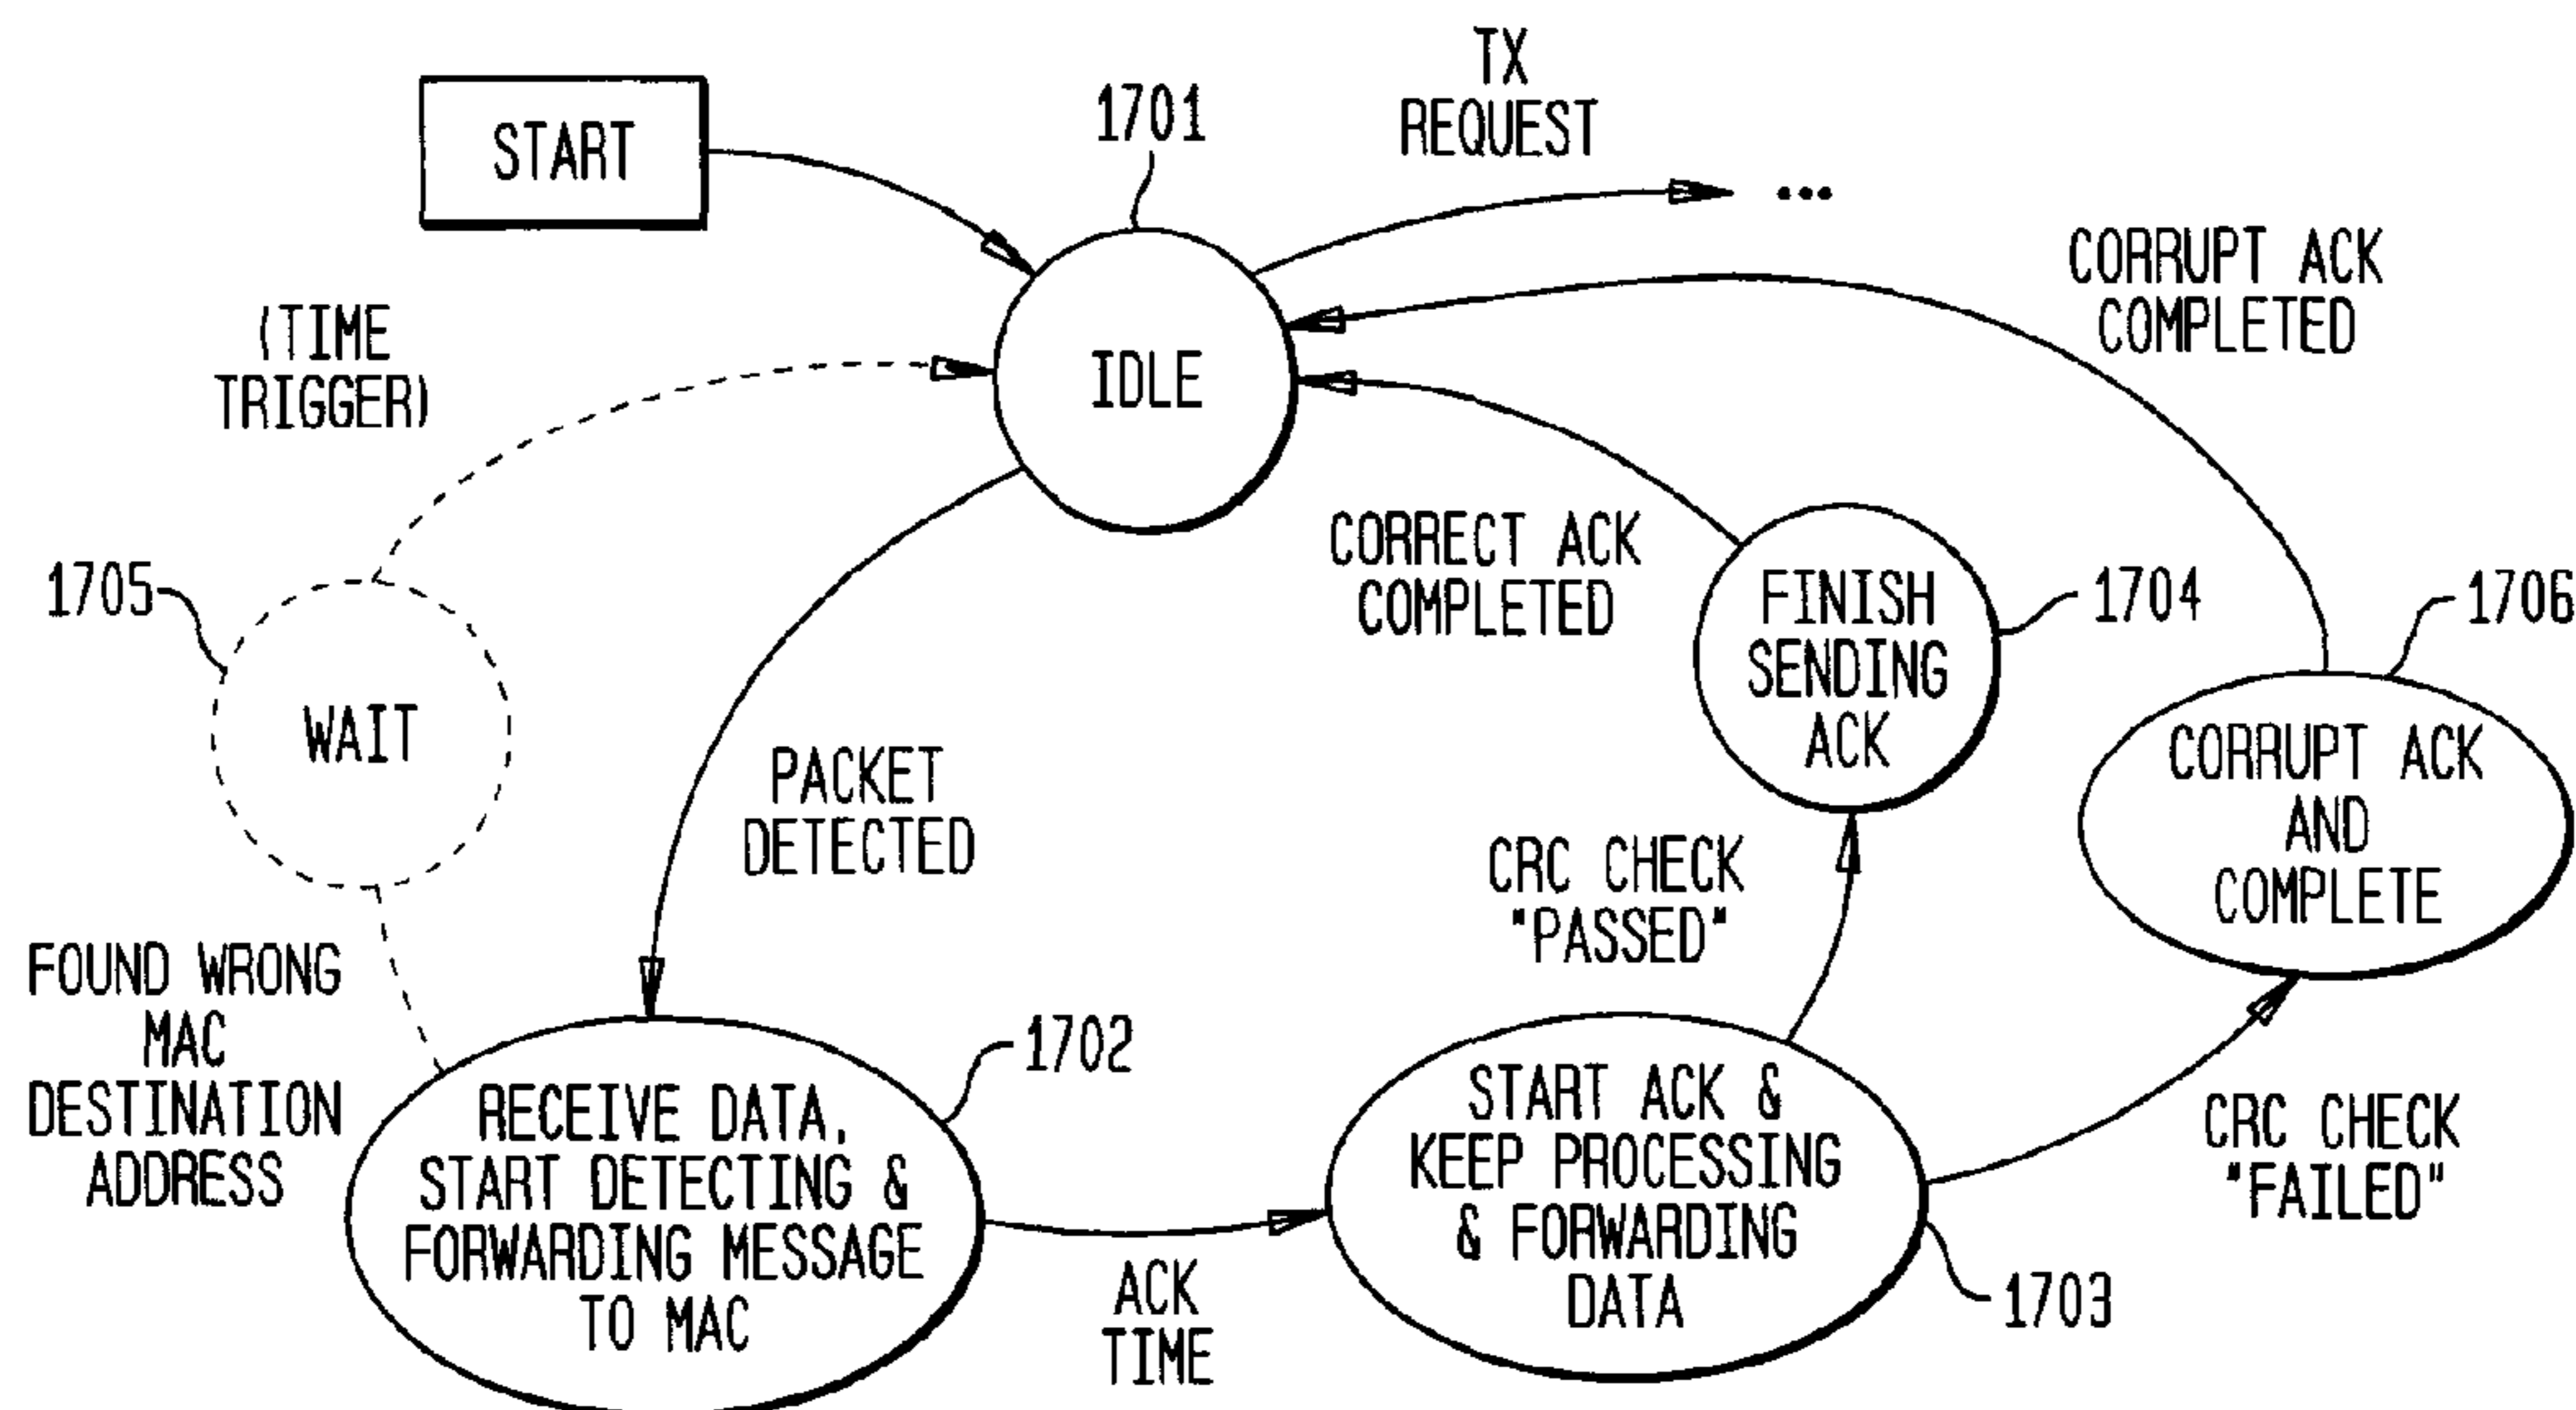 TX
REQUEST
1701
START
...
CORRUPT ACK
COMPLETED
(TIME
TRIGGER)
IDLE
CORRECT ACK
COMPLETED
1705
FINISH
SENDING
ACK
1704
1706
WAIT
PACKET
DETECTED
CORRUPT ACK
AND
COMPLETE
CRC CHECK
"PASSED"
FOUND WRONG
MAC
DESTINATION
ADDRESS
1702
RECEIVE DATA,
START DETECTING &
FORWARDING MESSAGE
TO MAC
START ACK &
KEEP PROCESSING
& FORWARDING
DATA
CRC CHECK
"FAILED"
ACK
TIME
1703